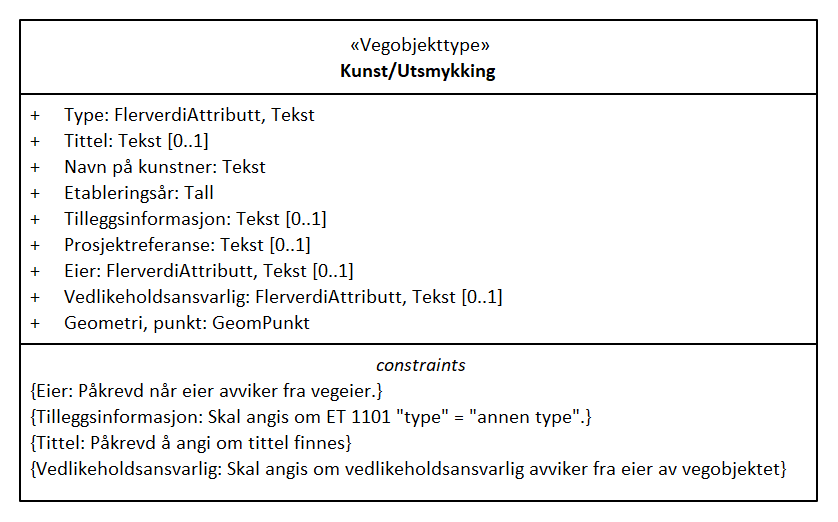 «Vegobjekttype»
Kunst/Utsmykking
+ Type: FlerverdiAttributt, Tekst
+ Tittel: Tekst [0..1]
+ Navn på kunstner: Tekst
+ Etableringsår: Tall
+ Tilleggsinformasjon: Tekst [0..1]
+ Prosjektreferanse: Tekst [0..1]
+ Eier: FlerverdiAttributt, Tekst [0..1]
+ Vedlikeholdsansvarlig: FlerverdiAttributt, Tekst [0..1]
+ Geometri, punkt: GeomPunkt
constraints
{Eier: Påkrevd når eier avviker fra vegeier.}
{Tilleggsinformasjon: Skal angis om ET 1101 "type" = "annen type".}
{Tittel: Påkrevd å angi om tittel finnes}
{Vedlikeholdsansvarlig: Skal angis om vedlikeholdsansvarlig avviker fra eier av vegobjektet}